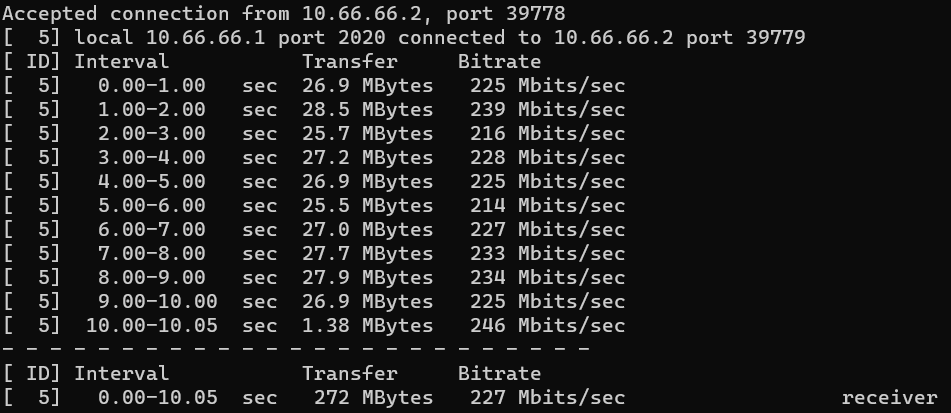 Accepted connection from 10.66.66.2, port 39778
[  5] local 10.66.66.1 port 2020 connected to 10.66.66.2 port 39779
[ ID] Interval           Transfer     Bitrate
[  5]   0.00-1.00   sec  26.9 MBytes   225 Mbits/sec
[  5]   1.00-2.00   sec  28.5 MBytes   239 Mbits/sec
[  5]   2.00-3.00   sec  25.7 MBytes   216 Mbits/sec
[  5]   3.00-4.00   sec  27.2 MBytes   228 Mbits/sec
[  5]   4.00-5.00   sec  26.9 MBytes   225 Mbits/sec
[  5]   5.00-6.00   sec  25.5 MBytes   214 Mbits/sec
[  5]   6.00-7.00   sec  27.0 MBytes   227 Mbits/sec
[  5]   7.00-8.00   sec  27.7 MBytes   233 Mbits/sec
[  5]   8.00-9.00   sec  27.9 MBytes   234 Mbits/sec
[  5]   9.00-10.00  sec  26.9 MBytes   225 Mbits/sec
[  5]  10.00-10.05  sec  1.38 MBytes   246 Mbits/sec
- - - - - - - - - - - - - - - - - - - - - - - - -
[ ID] Interval           Transfer     Bitrate
[  5]   0.00-10.05  sec   272 MBytes   227 Mbits/sec                  receiver